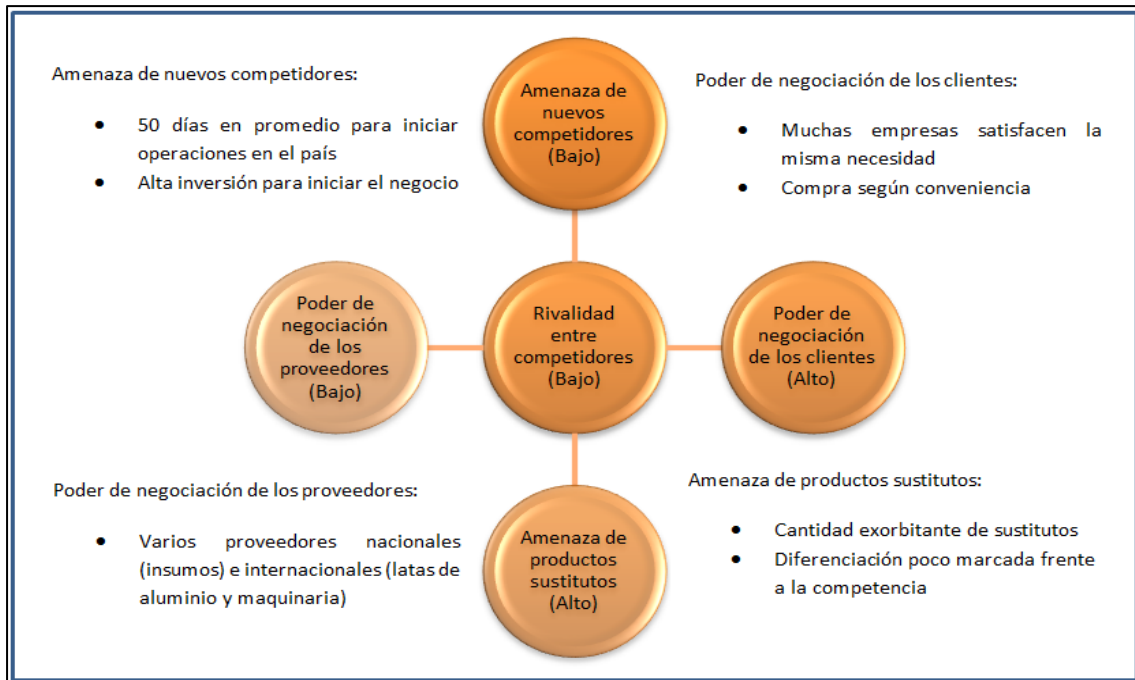 Amenaza de nuevos competidores:
• 50 días en promedio para iniciar
operaciones en el país
• Alta inversión para iniciar el negocio
Amenaza de
nuevos
competidores
(Bajo)
Poder de negociación de los clientes:
• Muchas empresas satisfacen la
misma necesidad
• Compra según conveniencia
Poder de
negociación
de los
proveedores
(Bajo)
Rivalidad
entre
competidores
(Bajo)
Poder de
negociación
de los clientes
(Alto)
Poder de negociación de los proveedores:
• Varios proveedores nacionales
(insumos) e internacionales (latas de
aluminio y maquinaria)
Amenaza de
productos
sustitutos
(Alto)
Amenaza de productos sustitutos:
• Cantidad exorbitante de sustitutos
• Diferenciación poco marcada frente
a la competencia